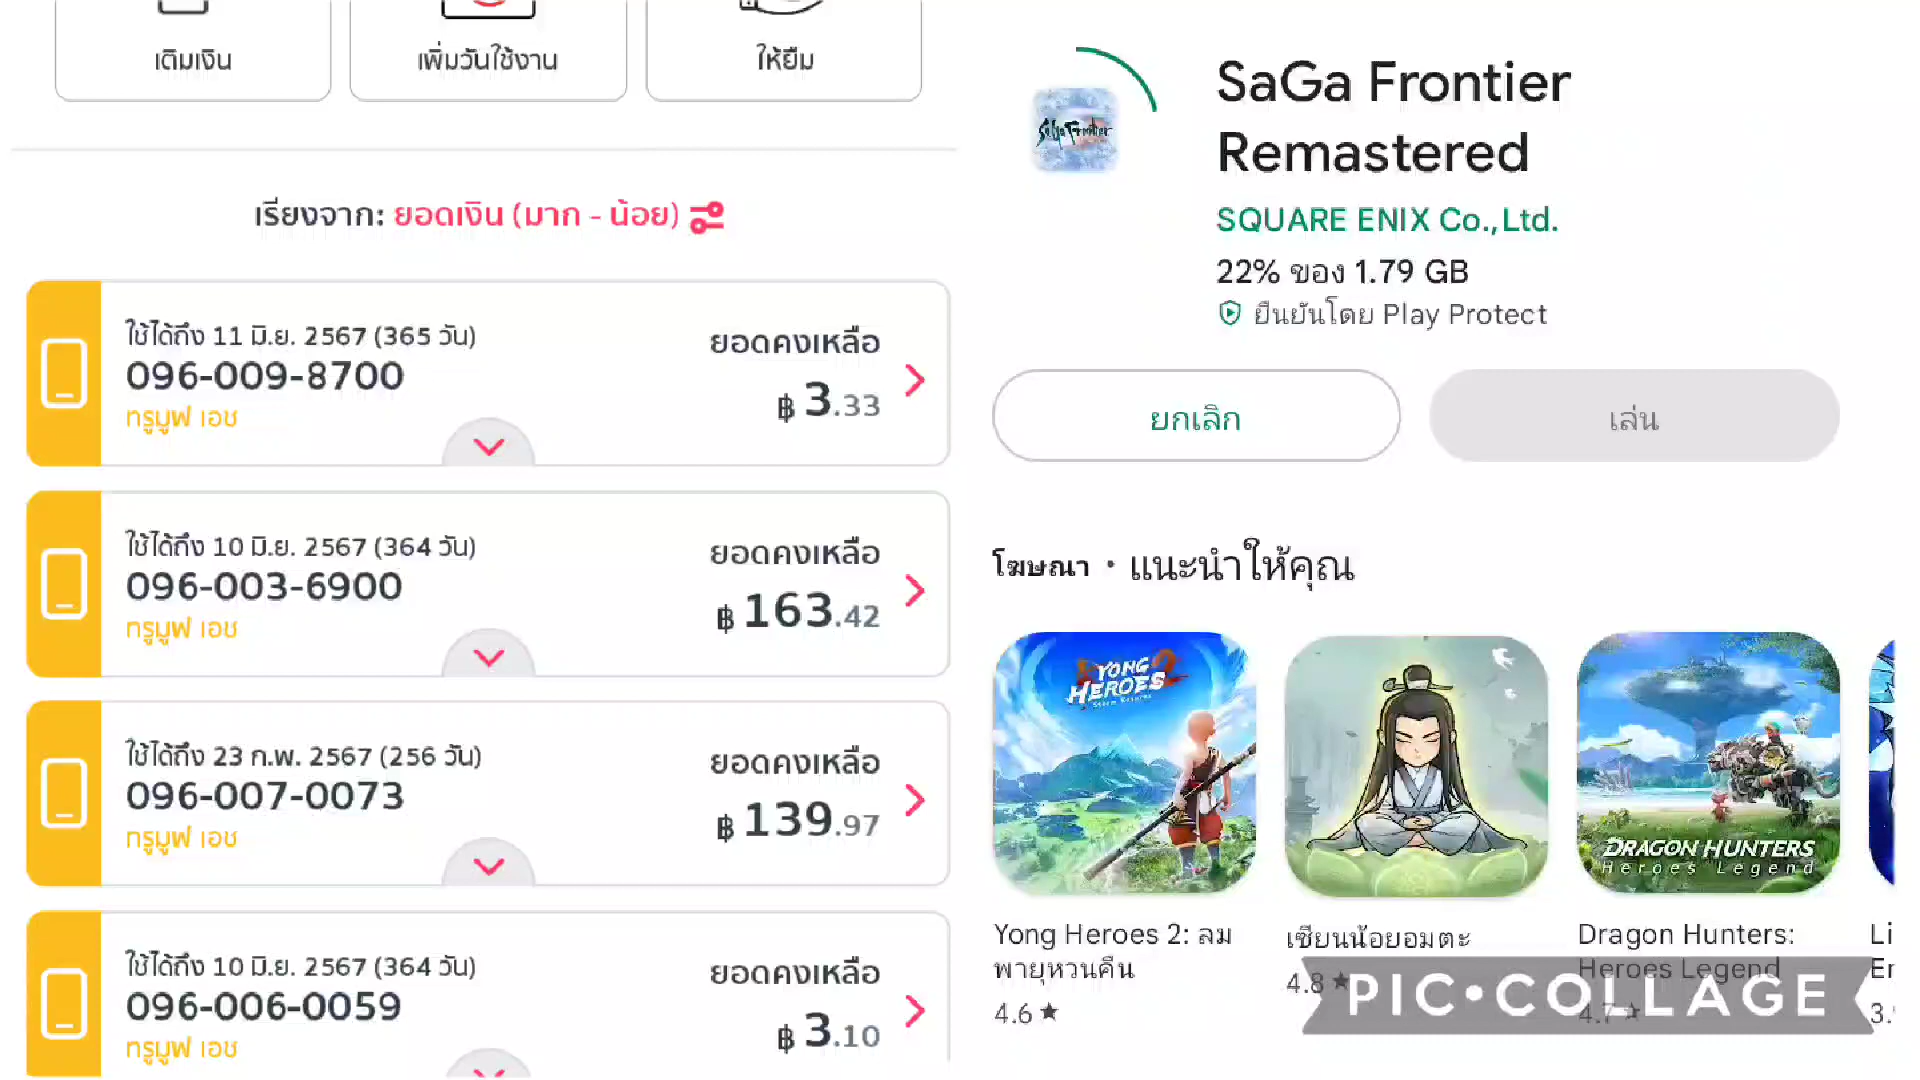 เติมเงิน
เพิ่มวันใช้งาน
ให้ยืม
เรียงจาก: ยอดเงิน (มาก - น้อย)
ใช้ได้ถึง 11 มิ.ย. 2567 (365 วัน)
096-009-8700
ทรูมูฟ เอช
ยอดคงเหลือ
฿ 3.33
ใช้ได้ถึง 10 มิ.ย. 2567 (364 วัน)
096-003-6900
ทรูมูฟ เอช
ยอดคงเหลือ
฿ 163.42
ใช้ได้ถึง 23 ก.พ. 2567 (256 วัน)
096-007-0073
ทรูมูฟ เอช
ยอดคงเหลือ
฿ 139.97
ใช้ได้ถึง 10 มิ.ย. 2567 (364 วัน)
096-006-0059
ทรูมูฟ เอช
ยอดคงเหลือ
฿ 3.10
SaGa Frontier
SaGa Frontier
Remastered
SQUARE ENIX Co.,Ltd.
22% ของ 1.79 GB
ยืนยันโดย Play Protect
ยกเลิก
เล่น
โฆษณา · แนะนำให้คุณ
YONG
HEROES 2
DRAGON HUNTERS
Heroes Legend
Yong Heroes 2: ลม
พายุหวนคืน
4.6 ★
เซียนน้อยอมตะ
4.8 ★
Dragon Hunters:
Heroes Legend
4.7 ★
Li
Er
3.
PIC•COLLAGE